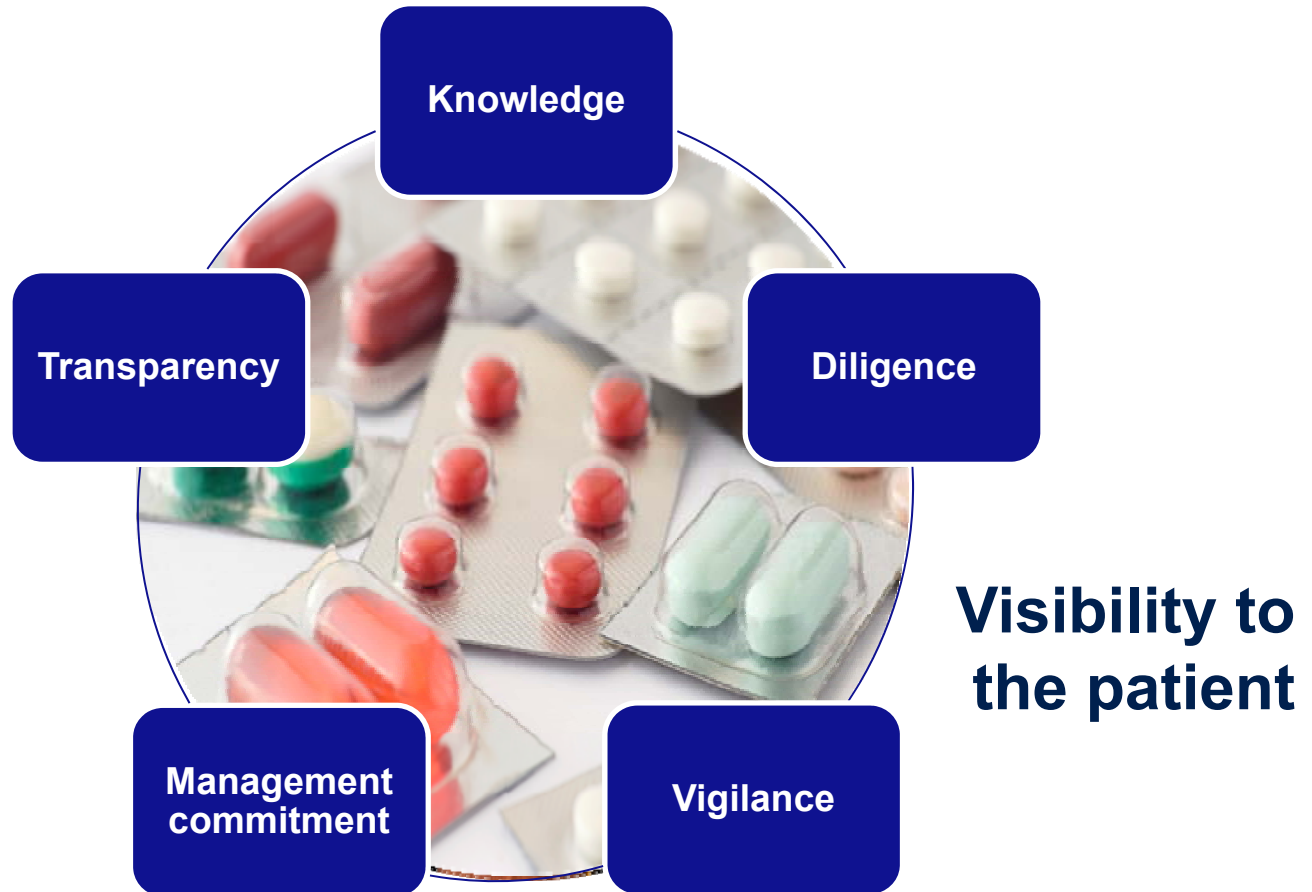 Knowledge
Transparency
Diligence
Visibility to
the patient
Management
commitment
Vigilance